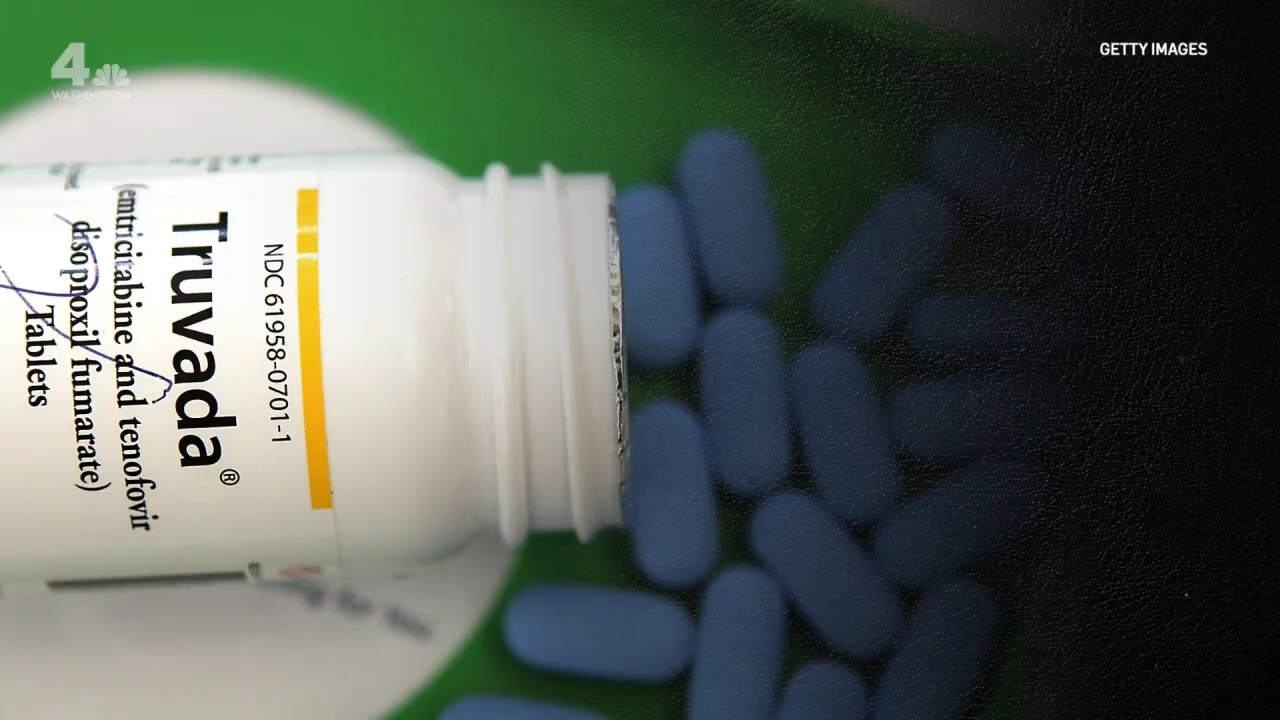 4
WASHINGTON
GETTY IMAGES
NDC 61958-0701-1
Truvada®
(emtricitabine and tenofovir
disoproxil fumarate)
Tablets